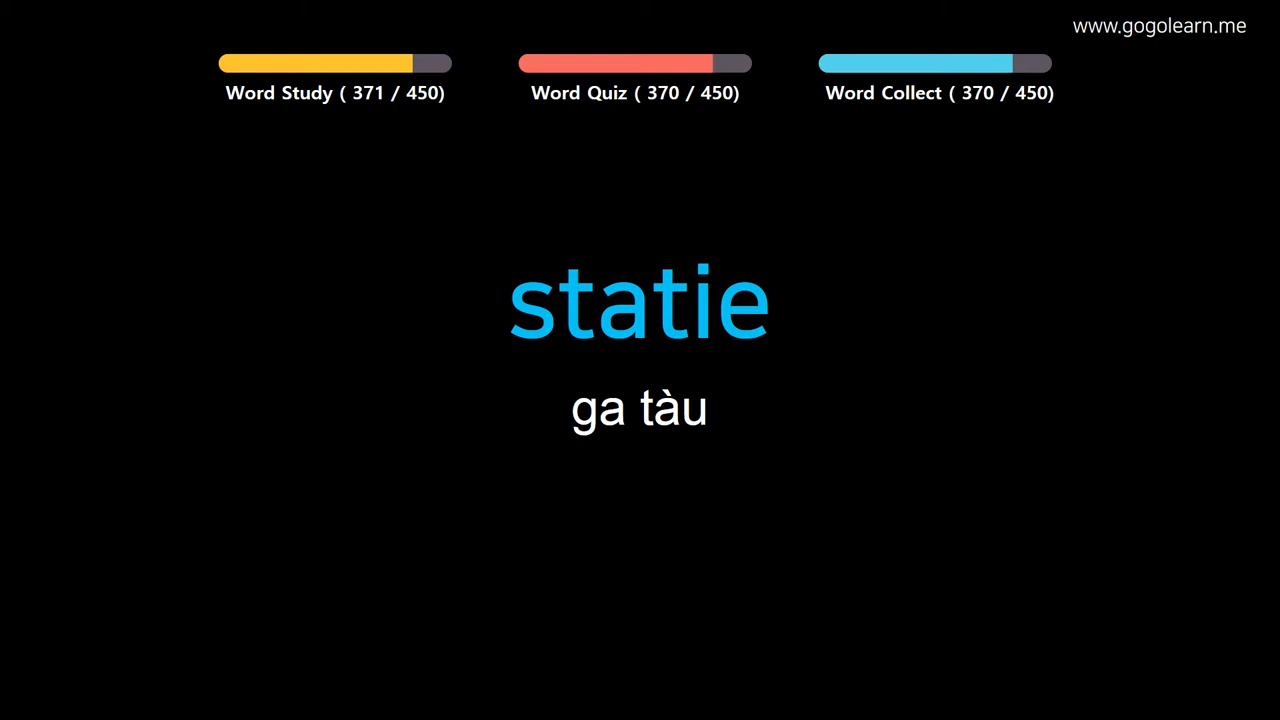 www.gogolearn.me
Word Study ( 371 / 450)
Word Quiz ( 370 / 450)
Word Collect ( 370 / 450)
statie
ga tàu